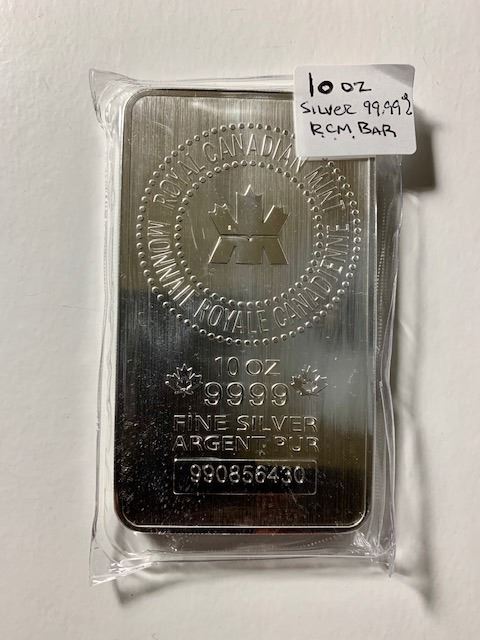 10 OZ
SILVER 99.99%
R.C.M. BAR
ROYAL CANADIAN MINT
MONNAIE ROYALE CANADIENNE
10 OZ
9999
FINE SILVER
ARGENT PUR
990856430